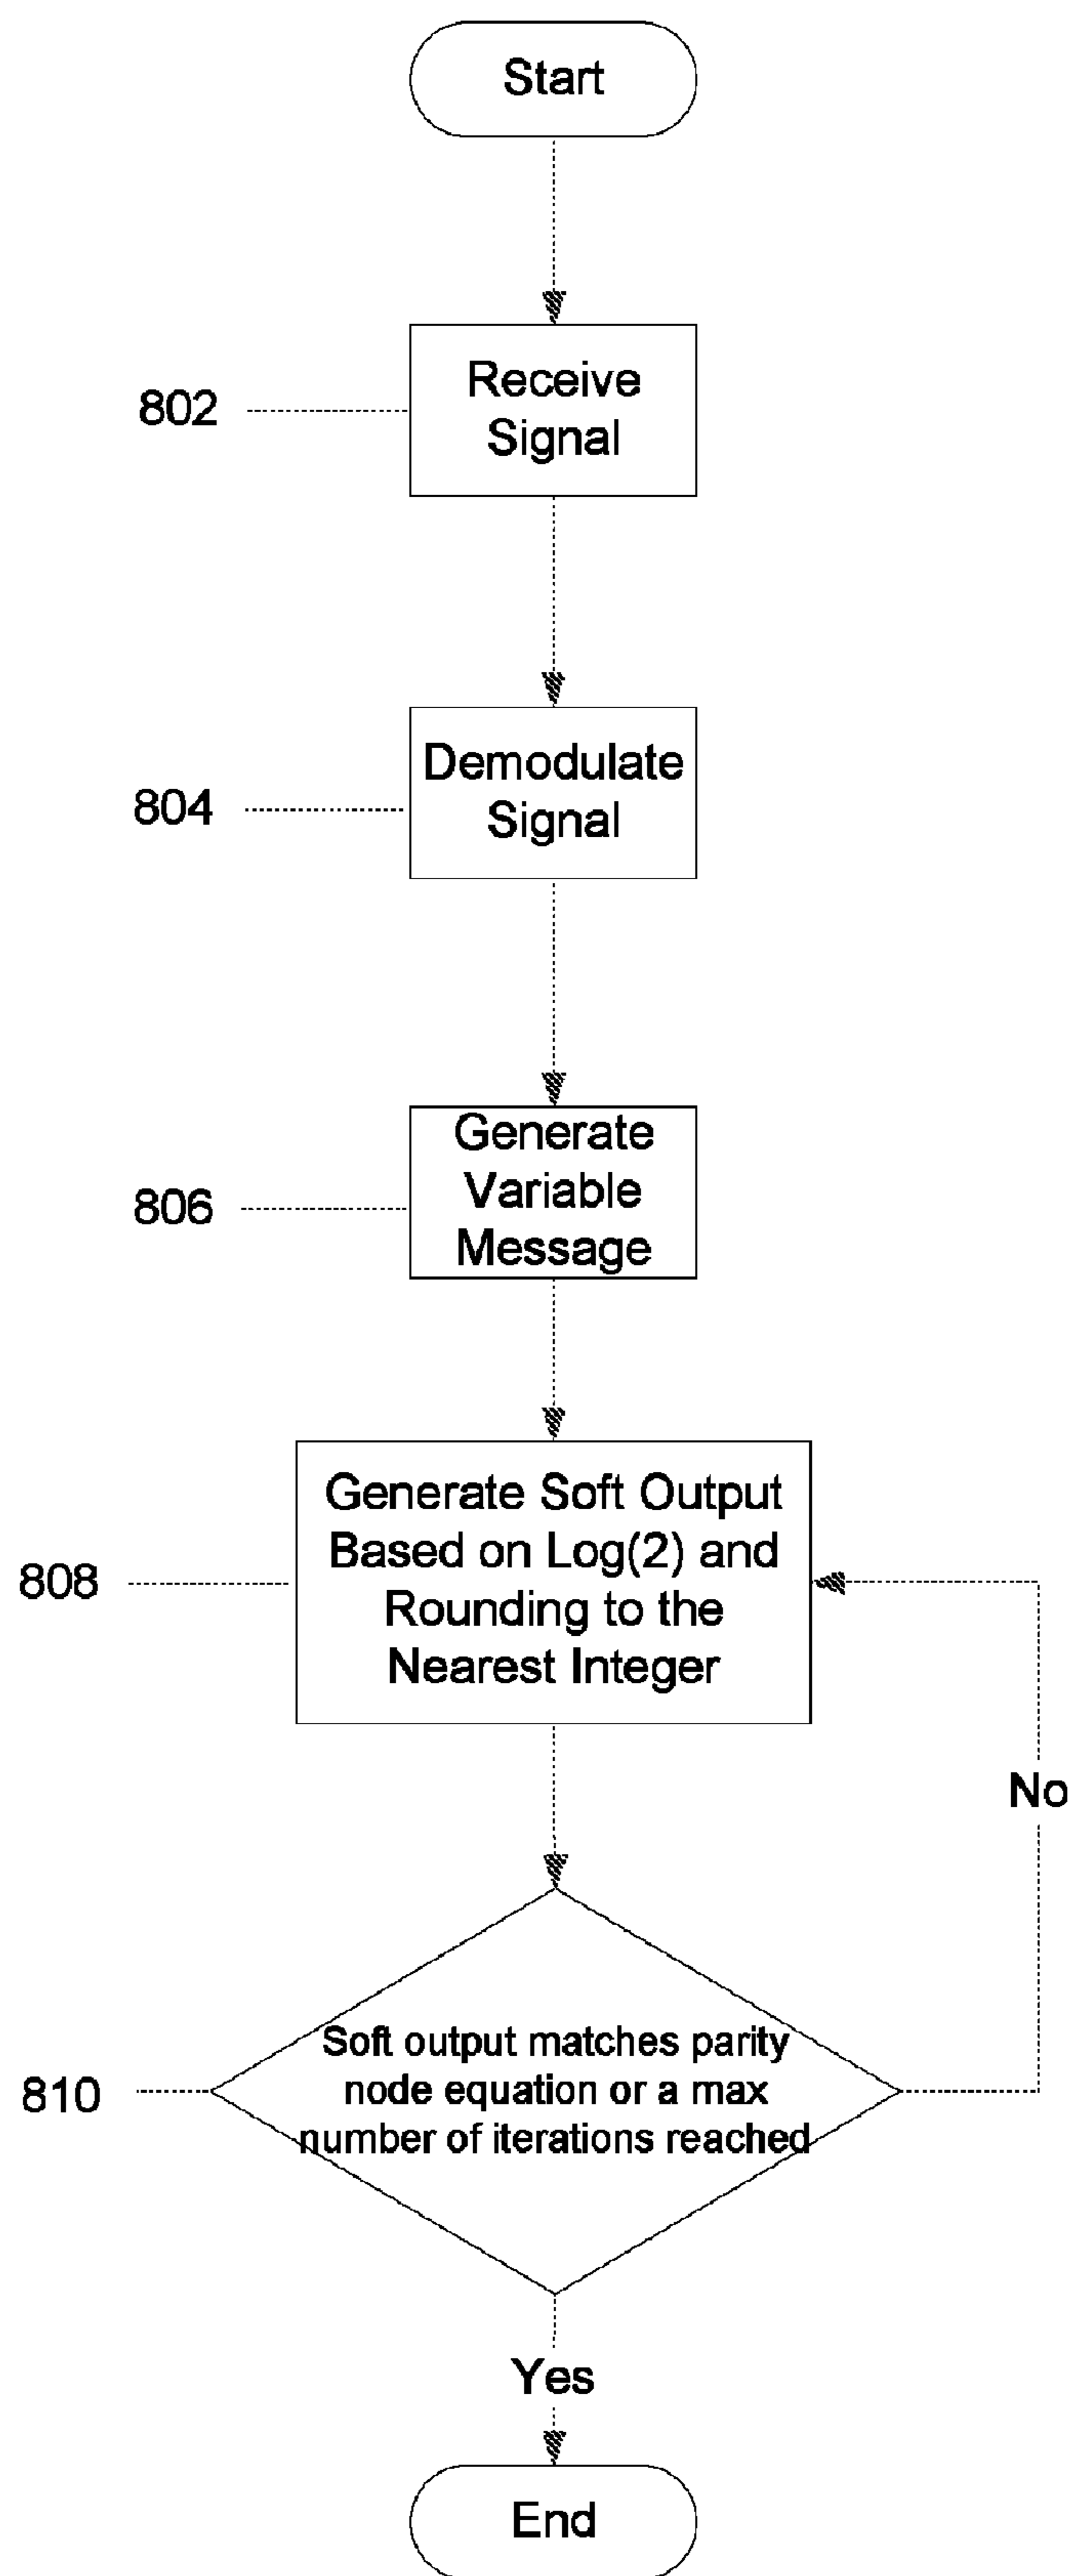 Start
802
Receive
Signal
804
Demodulate
Signal
806
Generate
Variable
Message
808
Generate Soft Output
Based on Log(2) and
Rounding to the
Nearest Integer
No
810
Soft output matches parity
node equation or a max
number of iterations reached
Yes
End